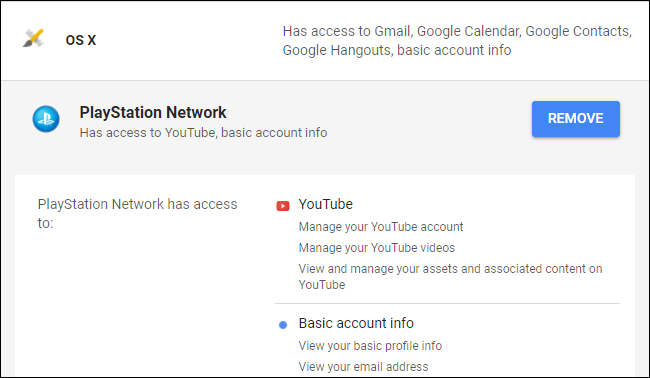 OS X
Has access to Gmail, Google Calendar, Google Contacts,
Google Hangouts, basic account info
PlayStation Network
Has access to YouTube, basic account info
REMOVE
PlayStation Network has access
to:
YouTube
Manage your YouTube account
Manage your YouTube videos
View and manage your assets and associated content on
YouTube
Basic account info
View your basic profile info
View your email address